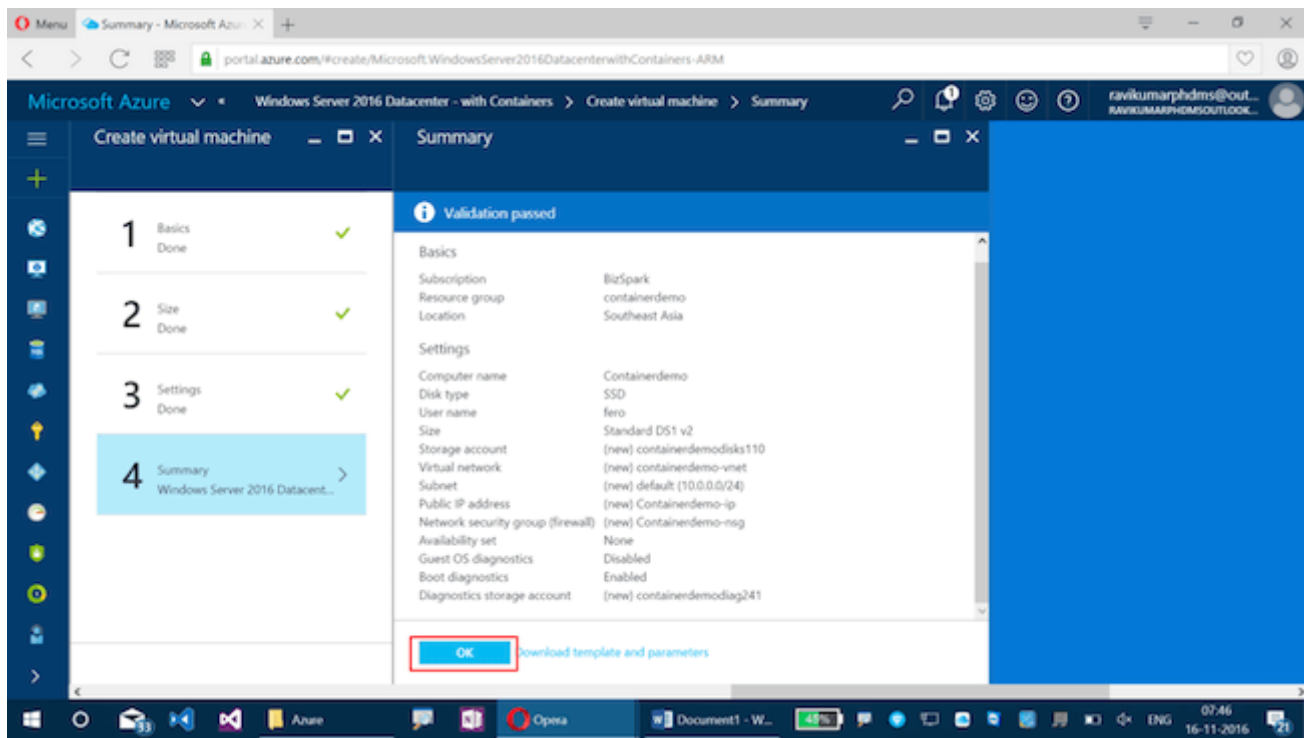 Menu
Summary - Microsoft Azur
portal.azure.com/#create/Microsoft.WindowsServer2016DatacenterwithContainers-ARM
Microsoft Azure
Windows Server 2016 Datacenter - with Containers > Create virtual machine > Summary
1
ravikumarphdms@out...
RAVIKUMARPHDMSOUTLOOK...
Create virtual machine
Summary
Validation passed
1 Basics
Done
2 Size
Done
3 Settings
Done
4 Summary
Windows Server 2016 Datacent...
Basics
Subscription BizSpark
Resource group containerdemo
Location Southeast Asia
Settings
Computer name Containerdemo
Disk type SSD
User name fero
Size Standard DS1 v2
Storage account (new) containerdemodisks110
Virtual network (new) containerdemo-vnet
Subnet (new) default (10.0.0.0/24)
Public IP address (new) Containerdemo-ip
Network security group (firewall) (new) Containerdemo-nsg
Availability set None
Guest OS diagnostics Disabled
Boot diagnostics Enabled
Diagnostics storage account (new) containerdemodiag241
OK Download template and parameters
33
Azure
Opera
Document1 - W...
48%
ENG
07:46
16-11-2016
21